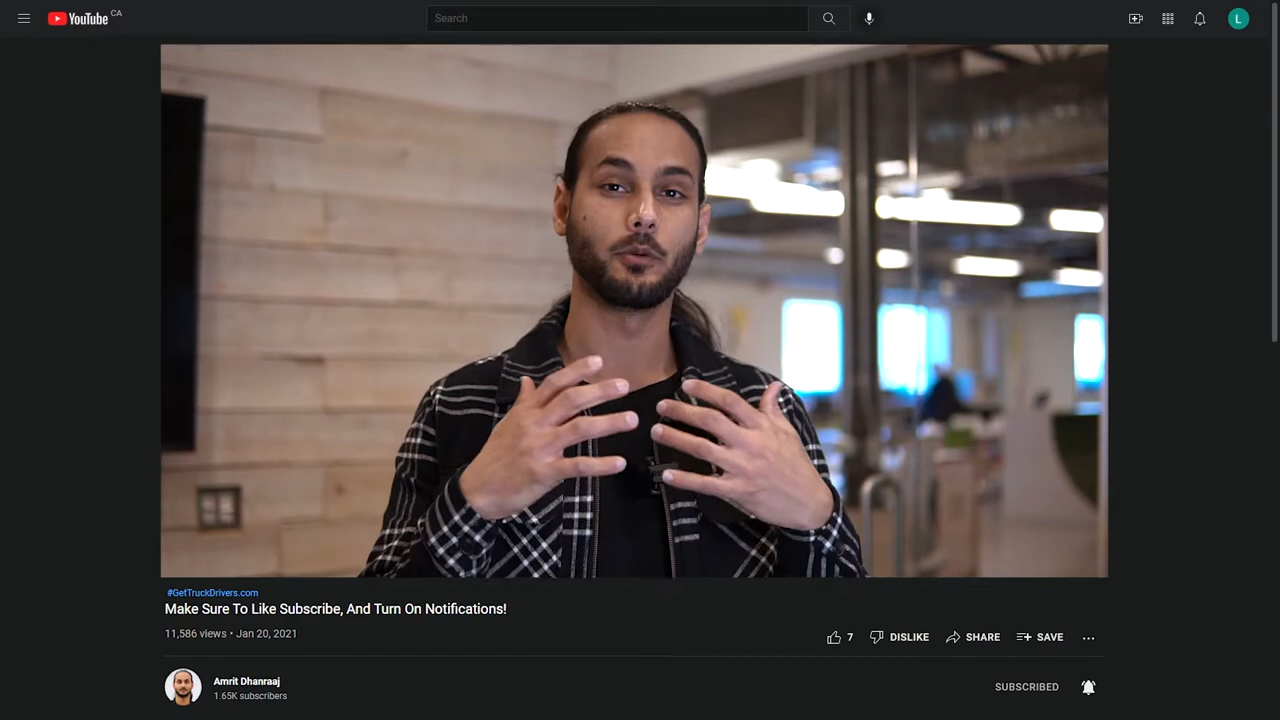 YouTube CA
Search
L
#GetTruckDrivers.com
Make Sure To Like Subscribe, And Turn On Notifications!
11,586 views • Jan 20, 2021
7
DISLIKE
SHARE
SAVE
Amrit Dhanraaj
1.65K subscribers
SUBSCRIBED